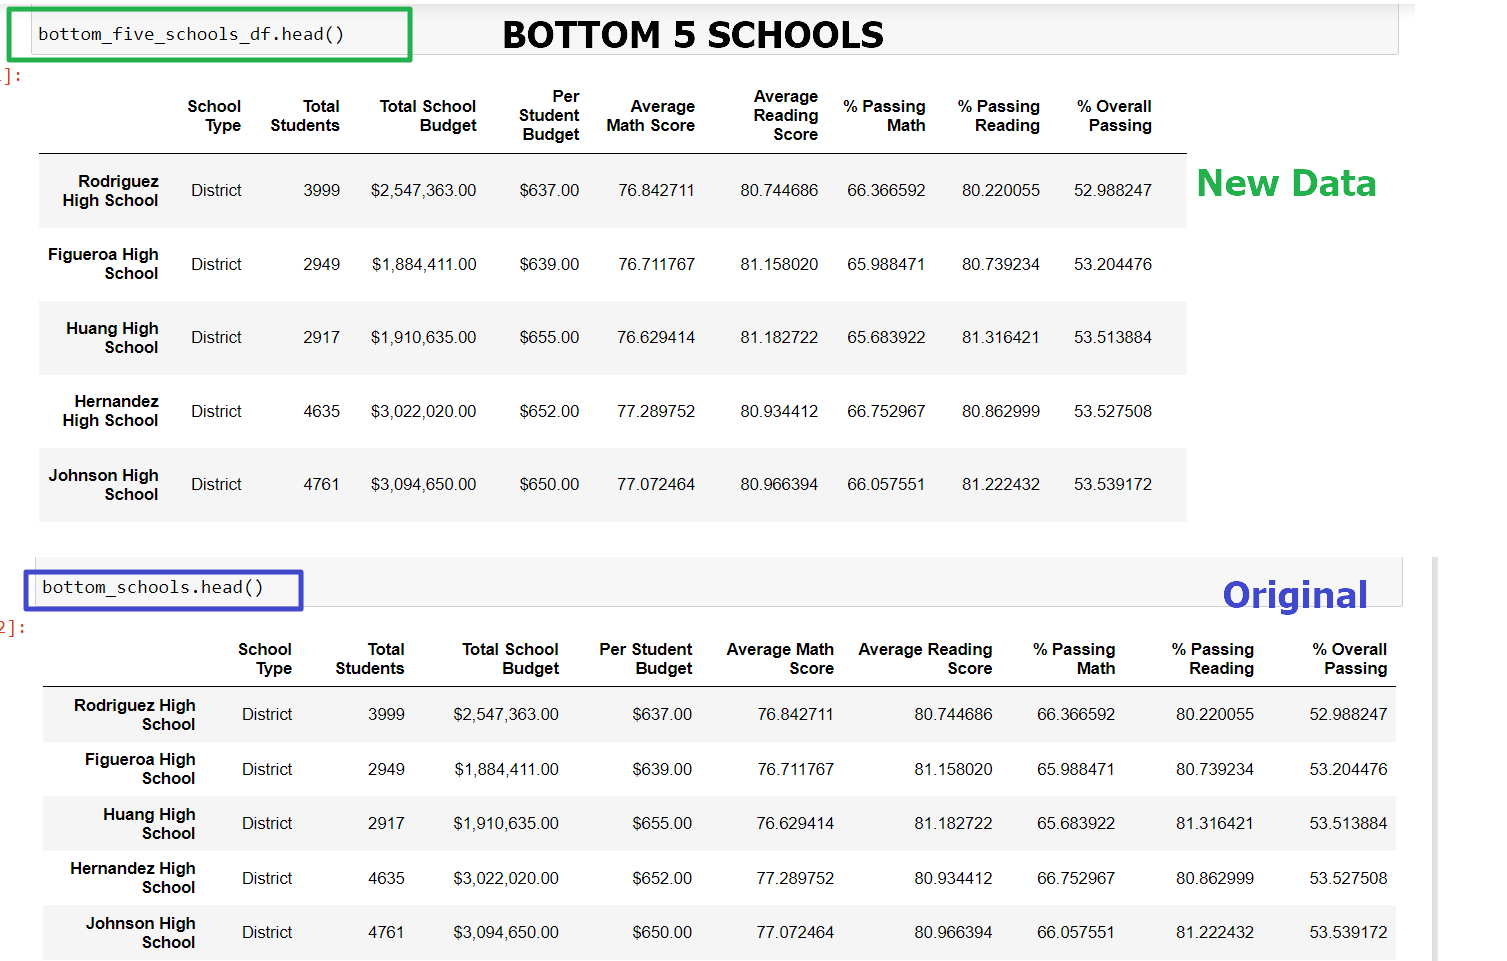 bottom_five_schools_df.head()
BOTTOM 5 SCHOOLS
]:
School Type Total Students Total School Budget Per Student Budget Average Math Score Average Reading Score % Passing Math % Passing Reading % Overall Passing
Rodriguez High School District 3999 $2,547,363.00 $637.00 76.842711 80.744686 66.366592 80.220055 52.988247
New Data
Figueroa High School District 2949 $1,884,411.00 $639.00 76.711767 81.158020 65.988471 80.739234 53.204476
Huang High School District 2917 $1,910,635.00 $655.00 76.629414 81.182722 65.683922 81.316421 53.513884
Hernandez High School District 4635 $3,022,020.00 $652.00 77.289752 80.934412 66.752967 80.862999 53.527508
Johnson High School District 4761 $3,094,650.00 $650.00 77.072464 80.966394 66.057551 81.222432 53.539172
bottom_schools.head()
Original
2]:
School Type Total Students Total School Budget Per Student Budget Average Math Score Average Reading Score % Passing Math % Passing Reading % Overall Passing
Rodriguez High School District 3999 $2,547,363.00 $637.00 76.842711 80.744686 66.366592 80.220055 52.988247
Figueroa High School District 2949 $1,884,411.00 $639.00 76.711767 81.158020 65.988471 80.739234 53.204476
Huang High School District 2917 $1,910,635.00 $655.00 76.629414 81.182722 65.683922 81.316421 53.513884
Hernandez High School District 4635 $3,022,020.00 $652.00 77.289752 80.934412 66.752967 80.862999 53.527508
Johnson High School District 4761 $3,094,650.00 $650.00 77.072464 80.966394 66.057551 81.222432 53.539172